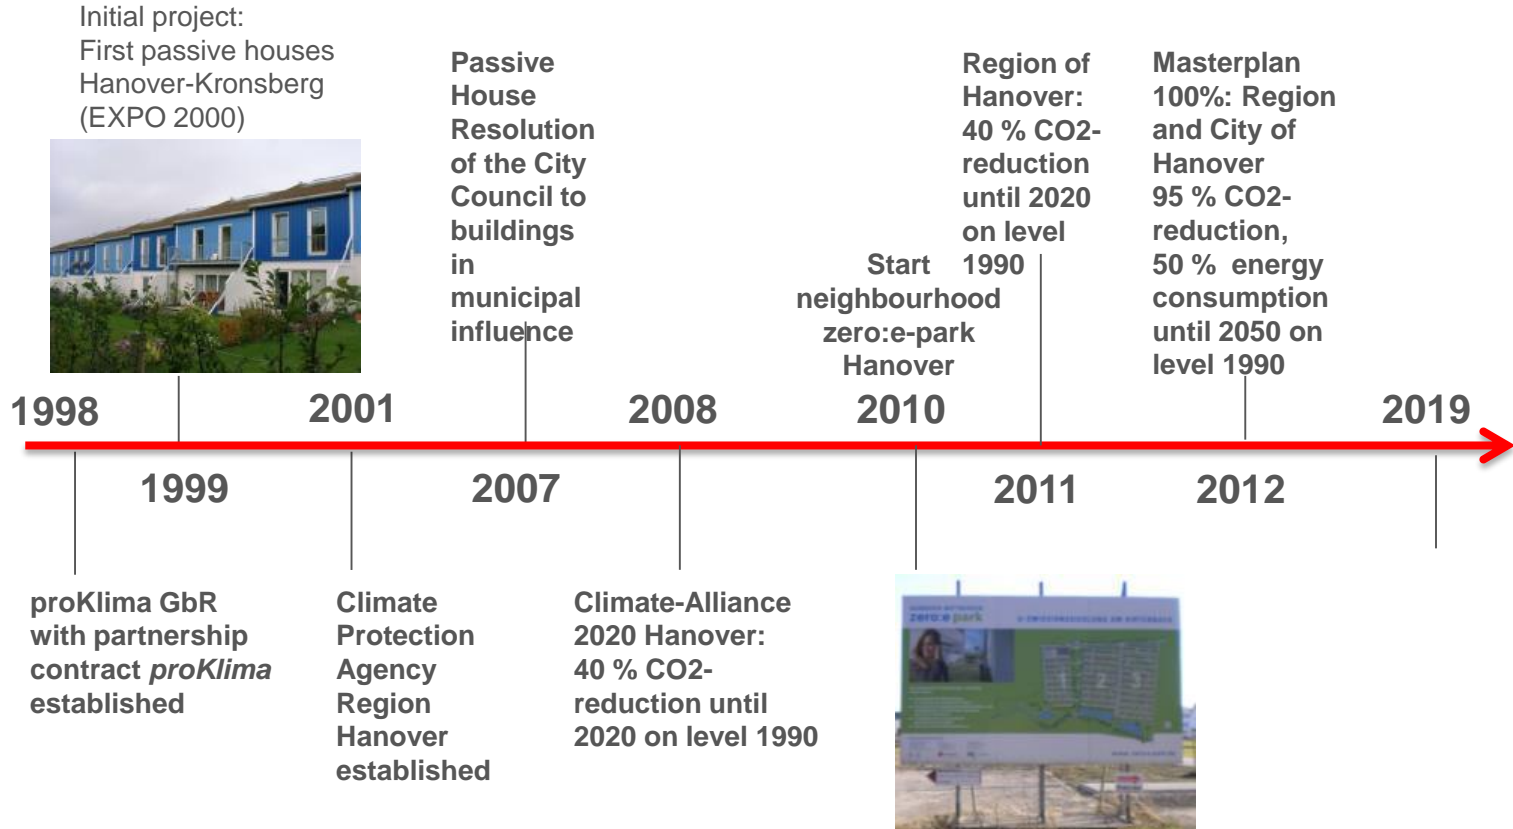 Initial project:
First passive houses
Hanover-Kronsberg
(EXPO 2000)
Passive
House
Resolution
of the City
Council to
buildings
in
municipal
influence
Start
neighbourhood
zero:e-park
Hanover
Region of
Hanover:
40 % CO2-
reduction
until 2020
on level
1990
Masterplan
100%: Region
and City of
Hanover
95 % CO2-
reduction,
50 % energy
consumption
until 2050 on
level 1990
1998
2001
2008
2010
2019
1999
2007
2011
2012
proKlima GbR
with partnership
contract proKlima
established
Climate
Protection
Agency
Region
Hanover
established
Climate-Alliance
2020 Hanover:
40 % CO2-
reduction until
2020 on level 1990
zero:e park
1 2 3